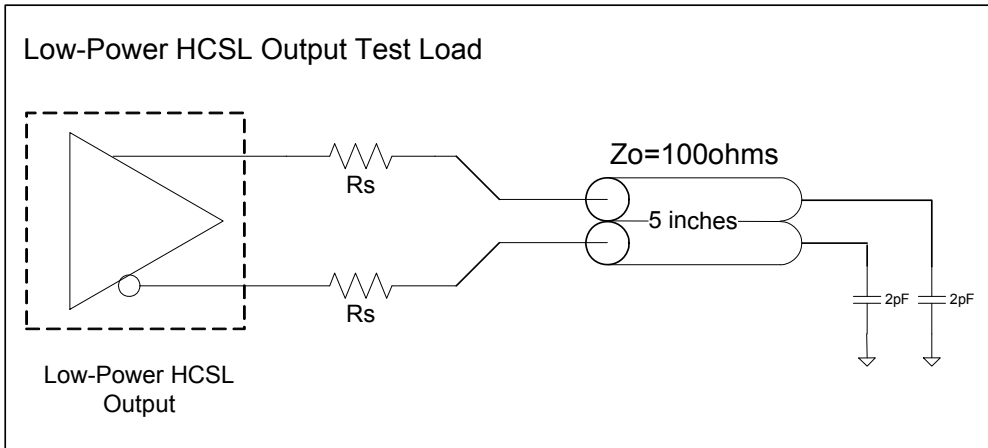 Low-Power HCSL Output Test Load
Rs
Zo=100ohms
5 inches
Rs
2pF
2pF
Low-Power HCSL
Output